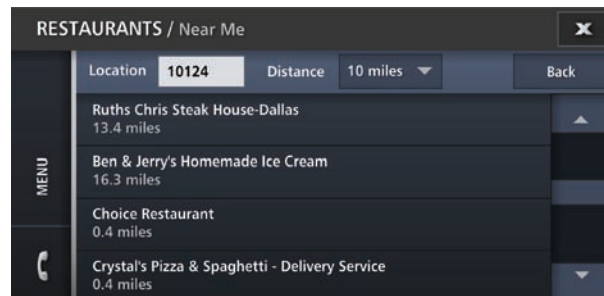 RESTAURANTS / Near Me
Location 10124 Distance 10 miles Back
Ruths Chris Steak House-Dallas
13.4 miles
Ben & Jerry's Homemade Ice Cream
16.3 miles
MENU
Choice Restaurant
0.4 miles
Crystal's Pizza & Spaghetti - Delivery Service
0.4 miles